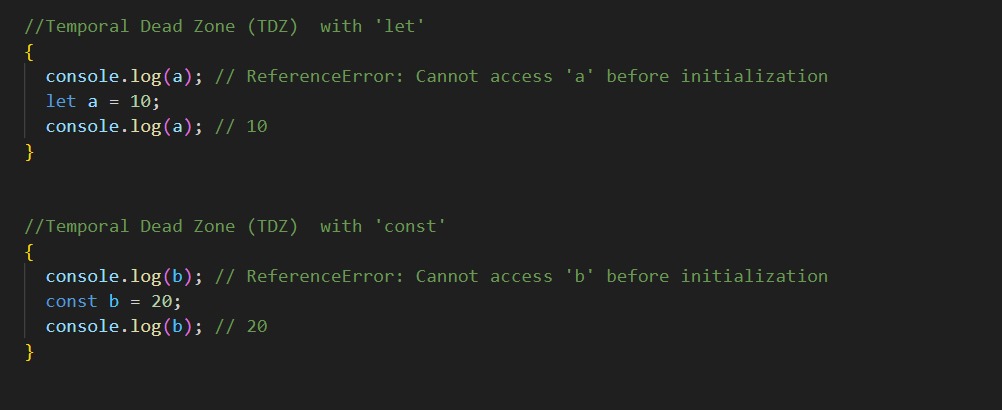 //Temporal Dead Zone (TDZ)  with 'let'
{
  console.log(a); // ReferenceError: Cannot access 'a' before initialization
  let a = 10;
  console.log(a); // 10
}
//Temporal Dead Zone (TDZ)  with 'const'
{
  console.log(b); // ReferenceError: Cannot access 'b' before initialization
  const b = 20;
  console.log(b); // 20
}